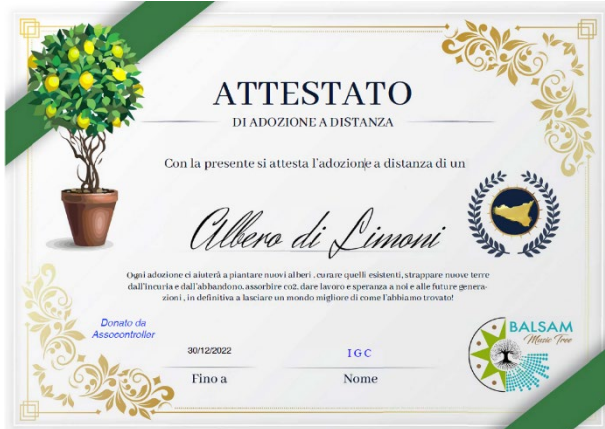 ATTESTATO
DI ADOZIONE A DISTANZA
Con la presente si attesta l'adozione a distanza di un
Albero di Limoni
Ogni adozione ci aiuterà a piantare nuovi alberi , curare quelli esistenti, strappare nuove terre
dall'incuria e dall'abbandono, assorbire co2, dare lavoro e speranza a noi e alle future genera-
zioni , in definitiva a lasciare un mondo migliore di come l'abbiamo trovato!
Donato da
Assocontroller
30/12/2022
IGC
Fino a
Nome
BALSAM
Music Tree